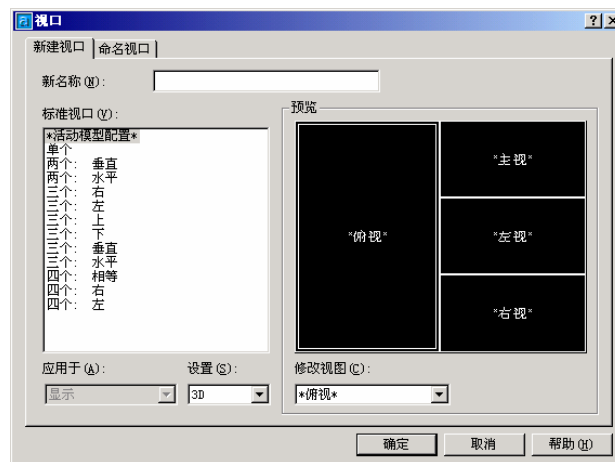 视口
新建视口 命名视口
新名称(N):
标准视口(V):
*活动模型配置*
单个
两个: 垂直
两个: 水平
三个: 右
三个: 左
三个: 上
三个: 下
三个: 垂直
三个: 水平
四个: 相等
四个: 右
四个: 左
预览
*俯视*
*主视*
*左视*
*右视*
应用于(A):
显示
设置(S):
3D
修改视图(C):
*俯视*
确定 取消 帮助(H)